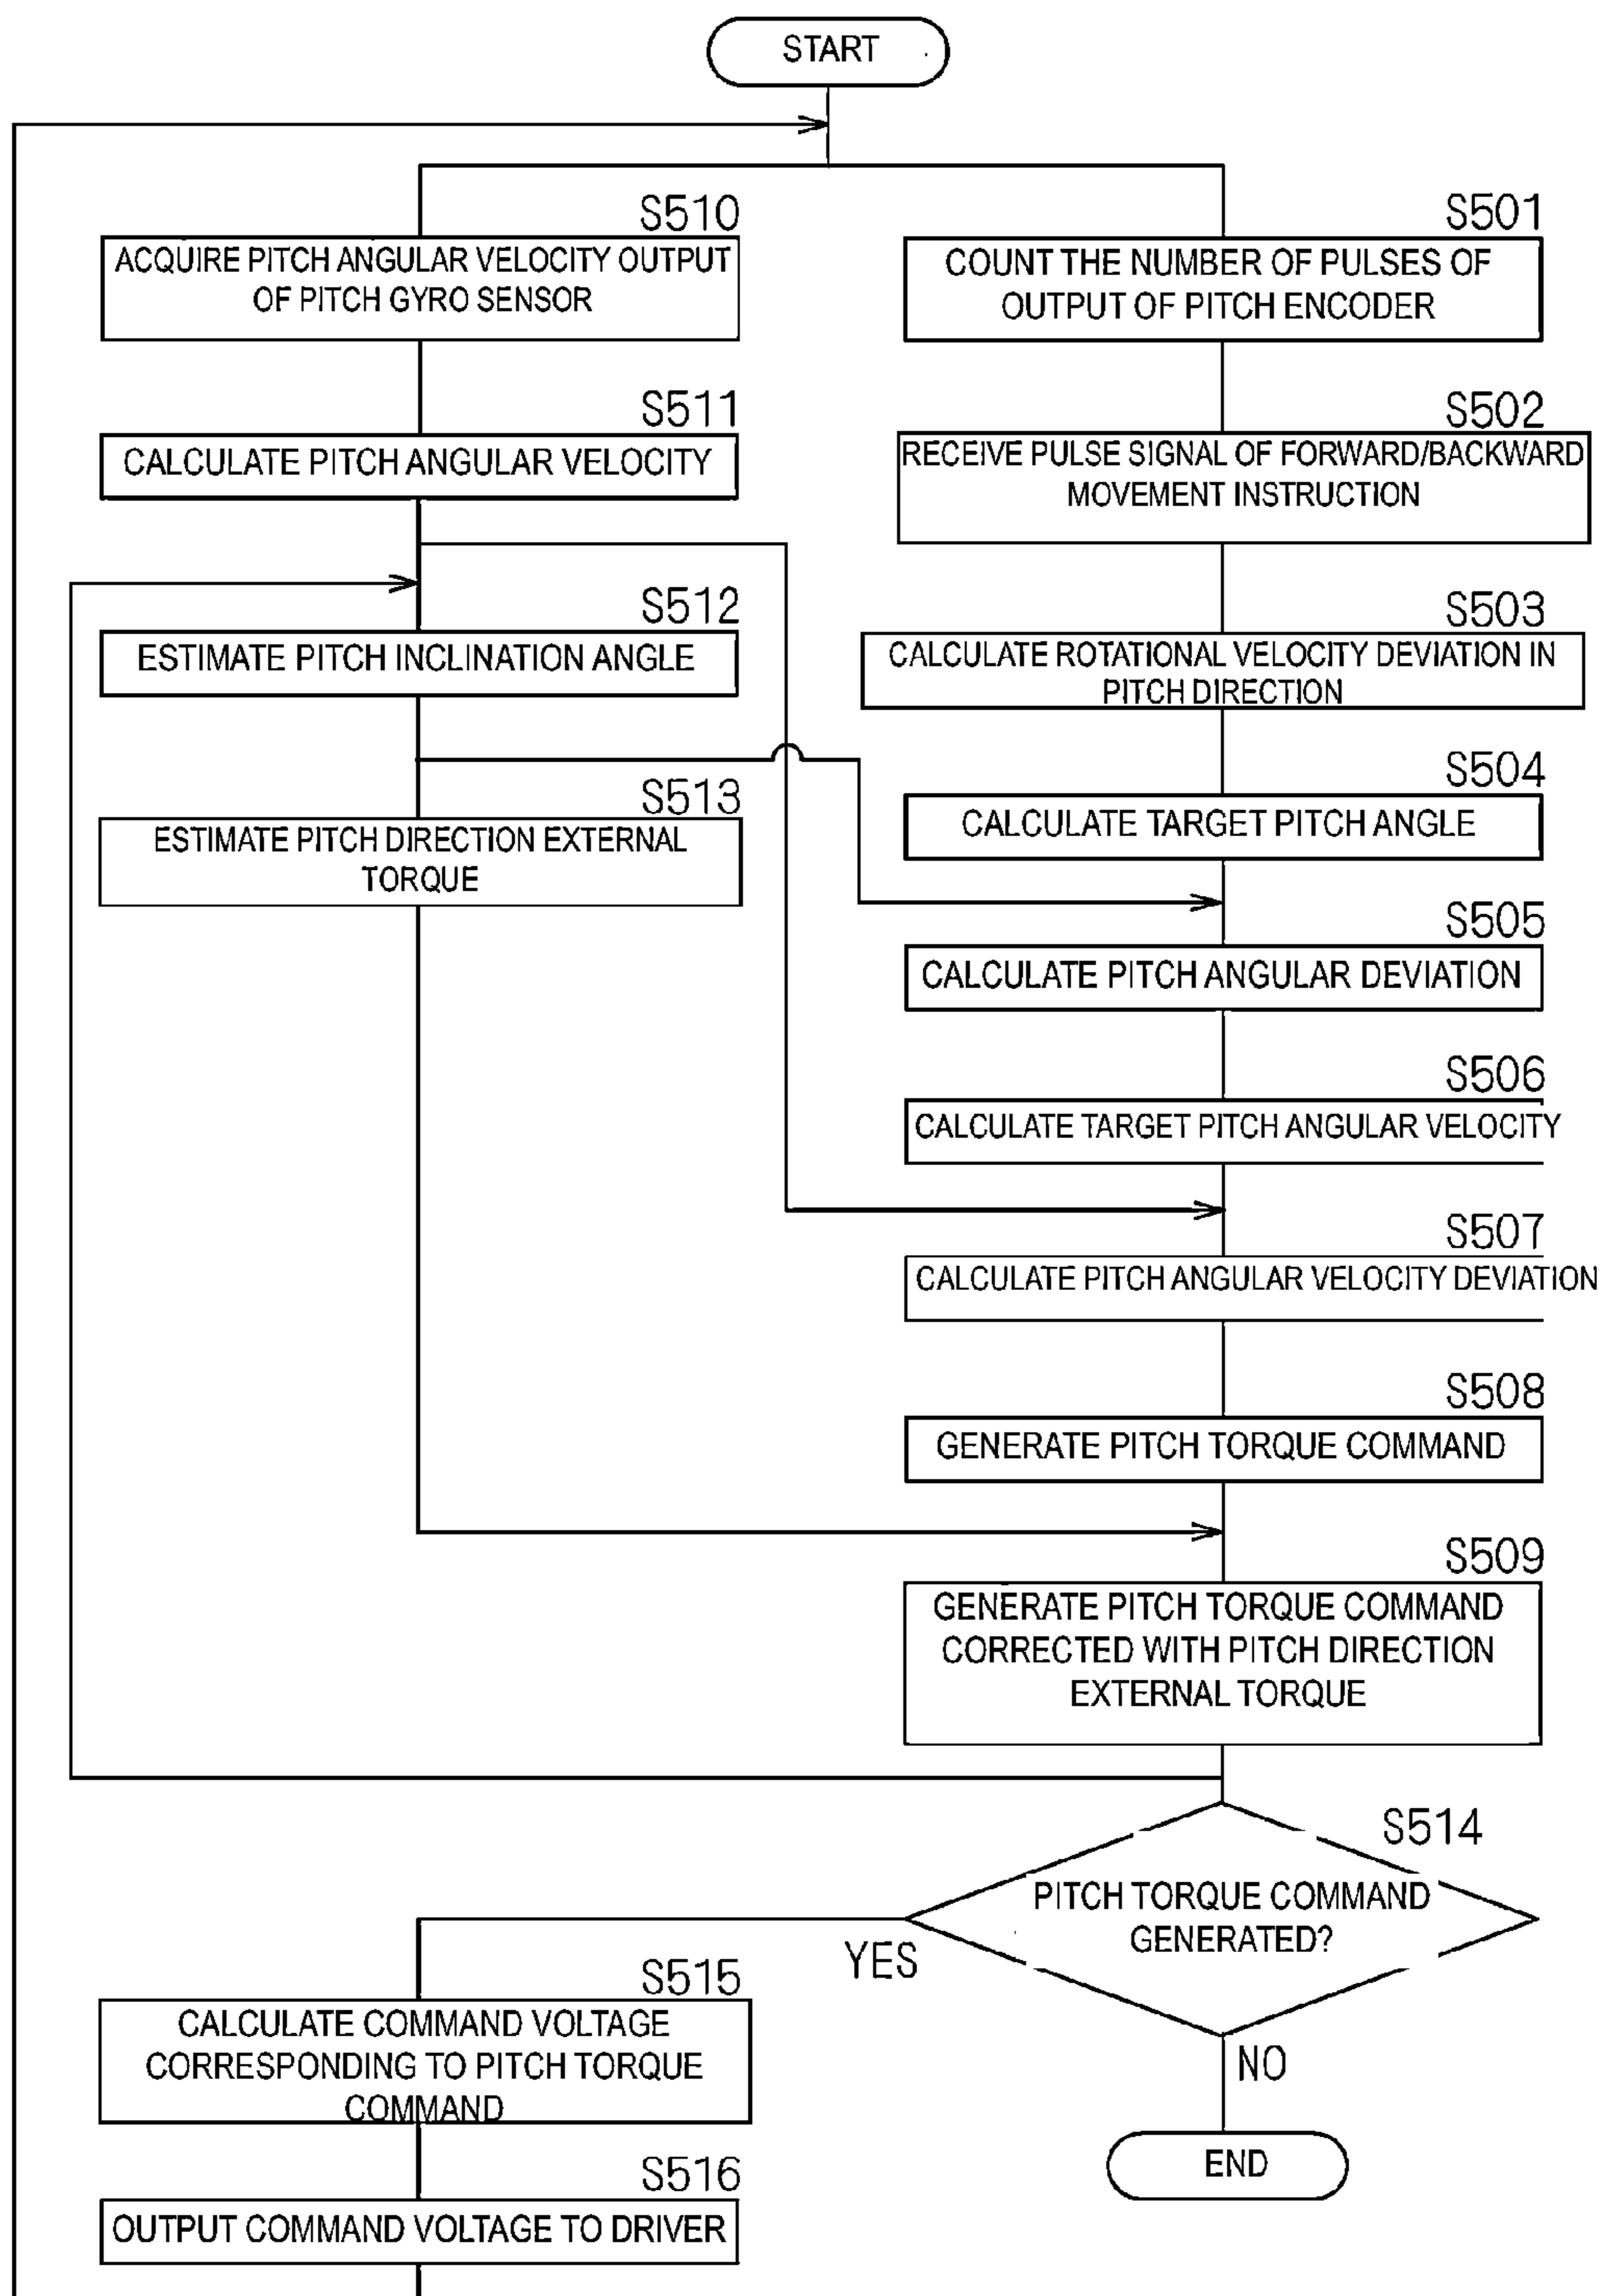 START
S510
ACQUIRE PITCH ANGULAR VELOCITY OUTPUT
OF PITCH GYRO SENSOR
S511
CALCULATE PITCH ANGULAR VELOCITY
S512
ESTIMATE PITCH INCLINATION ANGLE
S513
ESTIMATE PITCH DIRECTION EXTERNAL
TORQUE
S501
COUNT THE NUMBER OF PULSES OF
OUTPUT OF PITCH ENCODER
S502
RECEIVE PULSE SIGNAL OF FORWARD/BACKWARD
MOVEMENT INSTRUCTION
S503
CALCULATE ROTATIONAL VELOCITY DEVIATION IN
PITCH DIRECTION
S504
CALCULATE TARGET PITCH ANGLE
S505
CALCULATE PITCH ANGULAR DEVIATION
S506
CALCULATE TARGET PITCH ANGULAR VELOCITY
S507
CALCULATE PITCH ANGULAR VELOCITY DEVIATION
S508
GENERATE PITCH TORQUE COMMAND
S509
GENERATE PITCH TORQUE COMMAND
CORRECTED WITH PITCH DIRECTION
EXTERNAL TORQUE
S514
PITCH TORQUE COMMAND
GENERATED?
YES
NO
S515
CALCULATE COMMAND VOLTAGE
CORRESPONDING TO PITCH TORQUE
COMMAND
S516
OUTPUT COMMAND VOLTAGE TO DRIVER
END